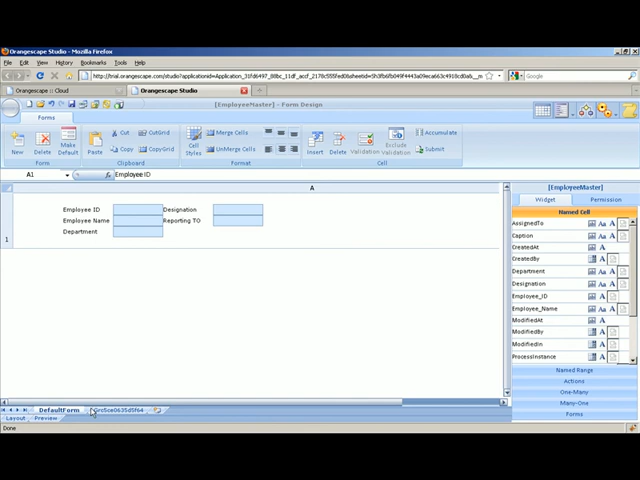 Orangescape Studio - Mozilla Firefox
File Edit View History Bookmarks Tools Help
Google
Orangescape :: Cloud
Orangescape Studio
[EmployeeMaster] - Form Design
Forms
New
Edit
Make Default
Paste
Cut
CutGrid
Copy
CopyGrid
Cell Styles
Merge Cells
UnMerge Cells
Insert
Delete
Validation
Exclude Validation
Accumulate
Submit
Form
Clipboard
Format
Cell
A1
Employee ID
A
1
Employee ID
Designation
Employee Name
Reporting TO
Department
[EmployeeMaster]
Widget
Permission
Named Cell
AssignedTo
Caption
CreatedAt
CreatedBy
Department
Designation
Employee_ID
Employee_Name
ModifiedAt
ModifiedBy
ModifiedIn
ProcessInstance
Named Range
Actions
One-Many
Many-One
Forms
DefaultForm
Layout
Preview
Done